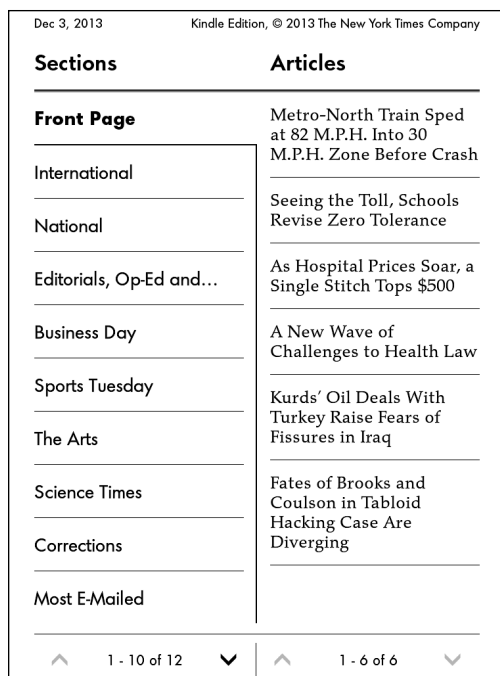 Dec 3, 2013
Kindle Edition, © 2013 The New York Times Company
Sections
Front Page
International
National
Editorials, Op-Ed and...
Business Day
Sports Tuesday
The Arts
Science Times
Corrections
Most E-Mailed
1 - 10 of 12
Articles
Metro-North Train Sped
at 82 M.P.H. Into 30
M.P.H. Zone Before Crash
Seeing the Toll, Schools
Revise Zero Tolerance
As Hospital Prices Soar, a
Single Stitch Tops $500
A New Wave of
Challenges to Health Law
Kurds' Oil Deals With
Turkey Raise Fears of
Fissures in Iraq
Fates of Brooks and
Coulson in Tabloid
Hacking Case Are
Diverging
1 - 6 of 6